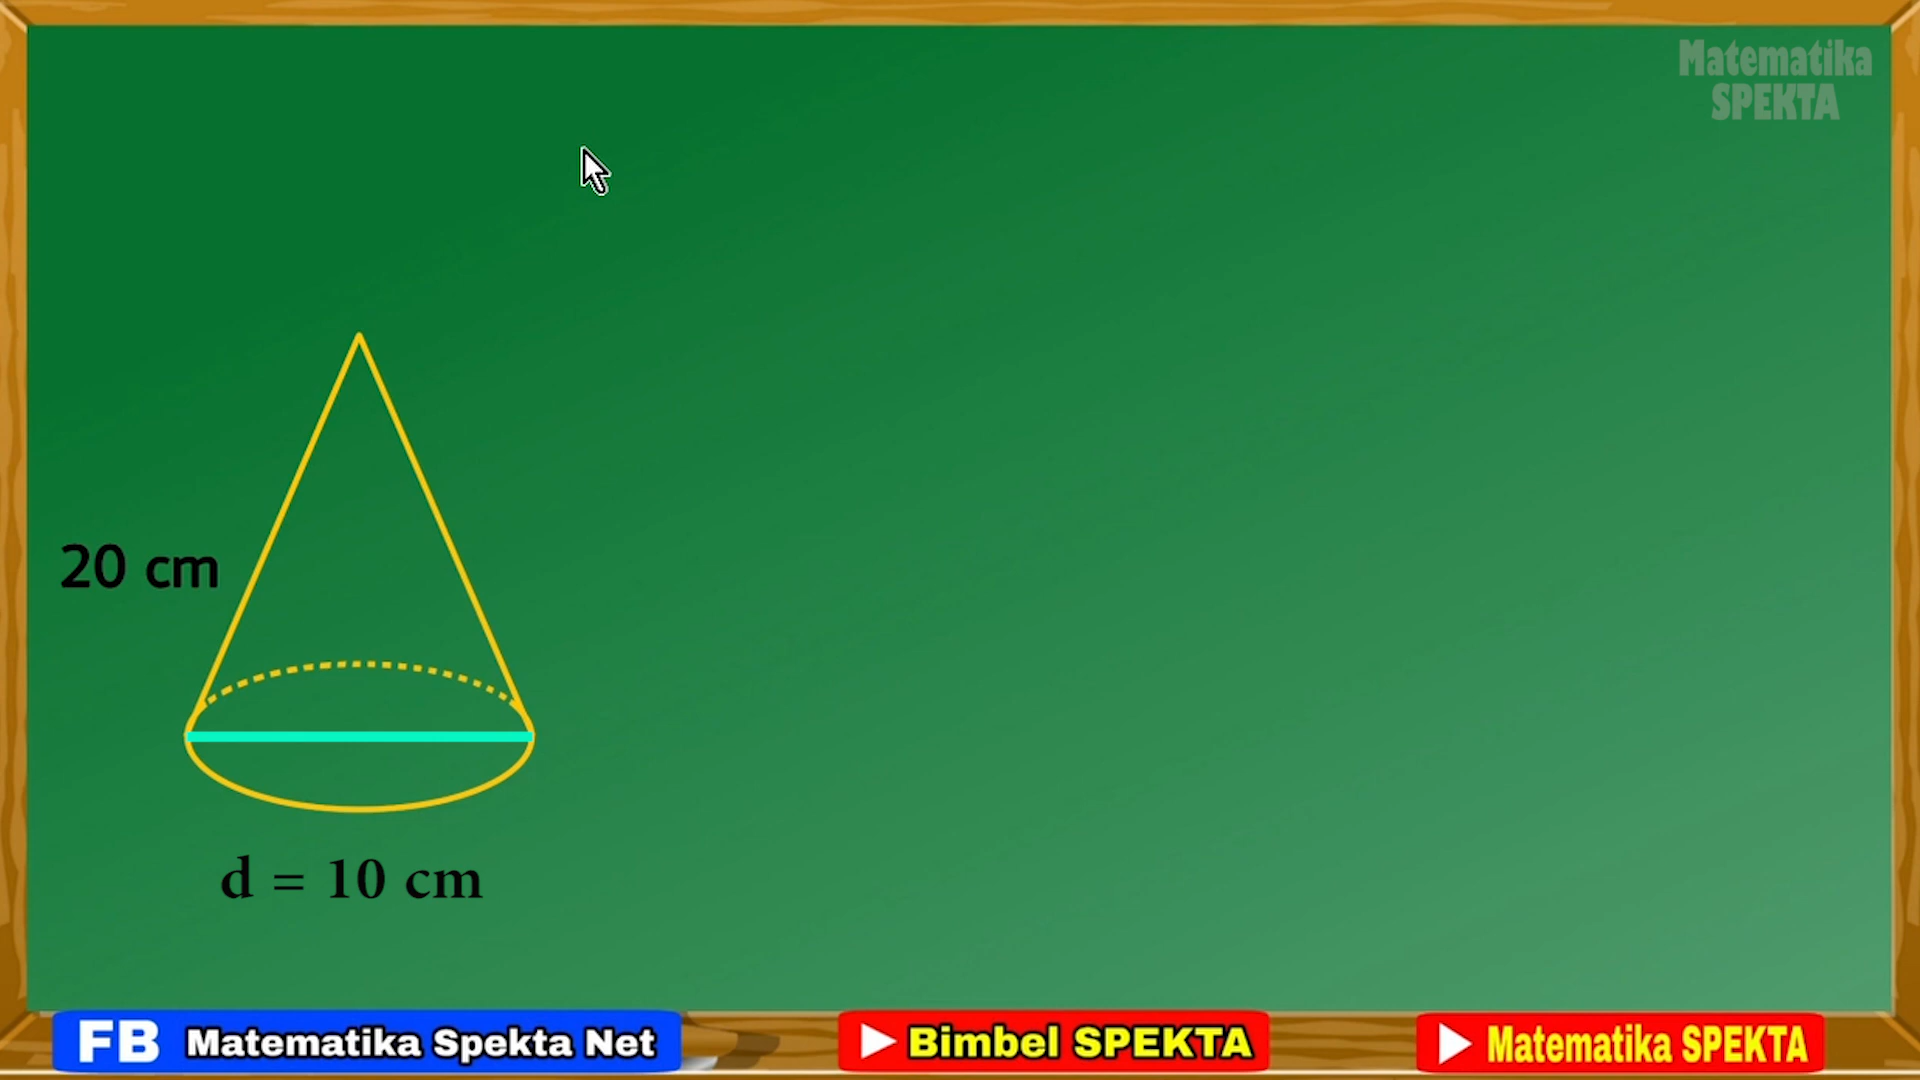 Matematika
SPEKTA
20 cm
d = 10 cm
FB Matematika Spekta Net
Bimbel SPEKTA
Matematika SPEKTA